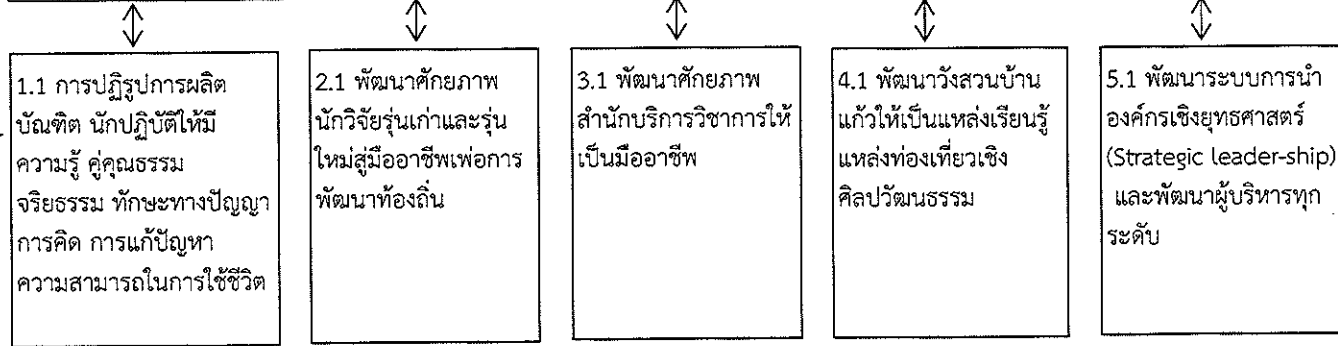 1.1 การปฏิรูปการผลิต
บัณฑิต นักปฏิบัติให้มี
ความรู้ คู่คุณธรรม
จริยธรรม ทักษะทางปัญญา
การคิด การแก้ปัญหา
ความสามารถในการใช้ชีวิต
2.1 พัฒนาศักยภาพ
นักวิจัยรุ่นเก่าและรุ่น
ใหม่สู่มืออาชีพเพ่อการ
พัฒนาท้องถิ่น
3.1 พัฒนาศักยภาพ
สำนักบริการวิชาการให้
เป็นมืออาชีพ
4.1 พัฒนาวังสวนบ้าน
แก้วให้เป็นแหล่งเรียนรู้
แหล่งท่องเที่ยวเชิง
ศิลปวัฒนธรรม
5.1 พัฒนาระบบการนำ
องค์กรเชิงยุทธศาสตร์
(Strategic leader-ship)
และพัฒนาผู้บริหารทุก
ระดับ